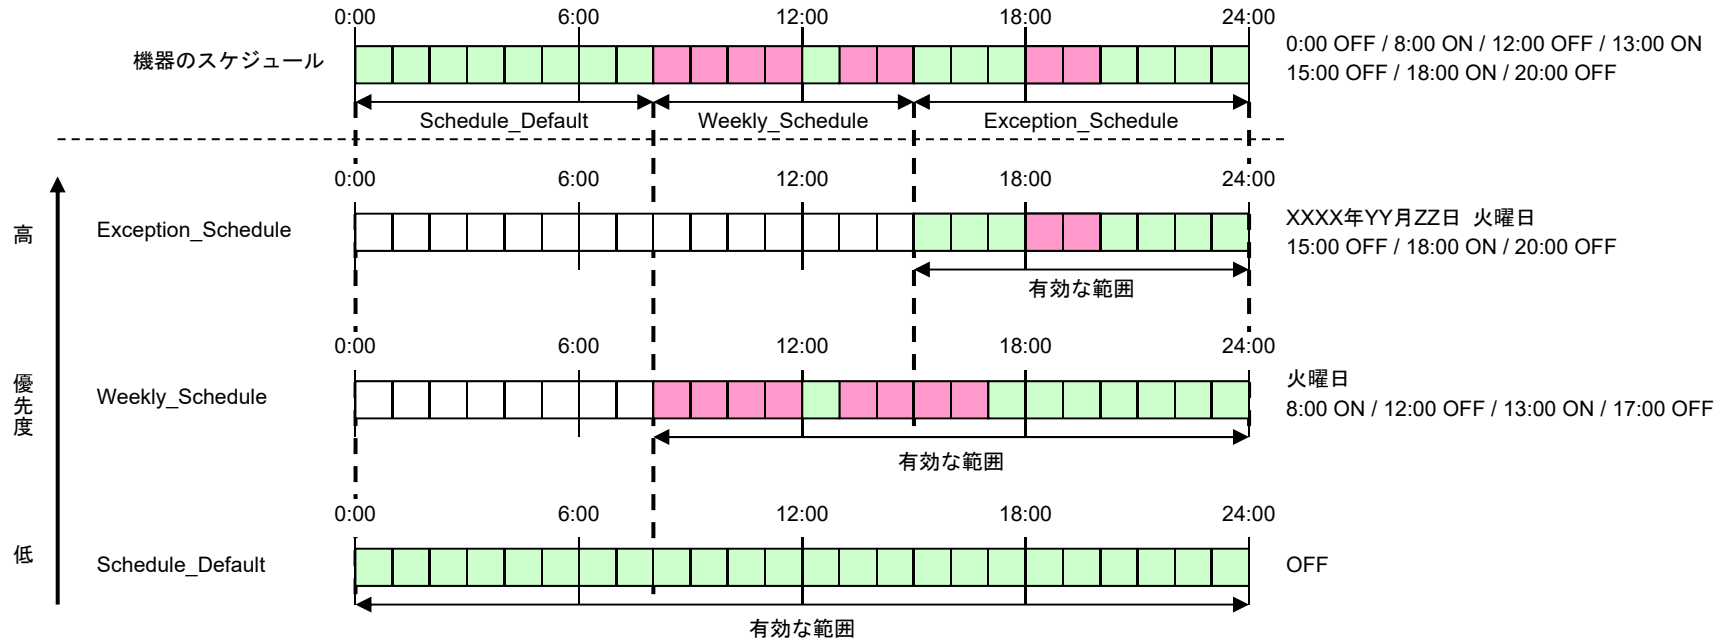 0:00 6:00 12:00 18:00 24:00
機器のスケジュール
0:00 OFF / 8:00 ON / 12:00 OFF / 13:00 ON
15:00 OFF / 18:00 ON / 20:00 OFF
Schedule_Default Weekly_Schedule Exception_Schedule
0:00 6:00 12:00 18:00 24:00
高
Exception_Schedule
XXXX年YY月ZZ日 火曜日
15:00 OFF / 18:00 ON / 20:00 OFF
有効な範囲
0:00 6:00 12:00 18:00 24:00
優先度
Weekly_Schedule
火曜日
8:00 ON / 12:00 OFF / 13:00 ON / 17:00 OFF
有効な範囲
0:00 6:00 12:00 18:00 24:00
低
Schedule_Default
OFF
有効な範囲